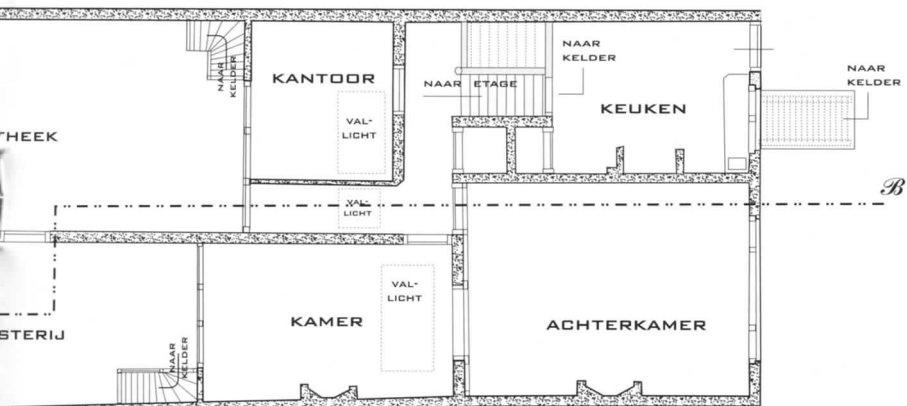 KANTOOR
NAAR
KELDER
VAL-
LICHT
THEEK
VAL-
LICHT
NAAR ETAGE
NAAR
KELDER
KEUKEN
NAAR
KELDER
B
STERIJ
NAAR
KELDER
KAMER
VAL-
LICHT
ACHTERKAMER